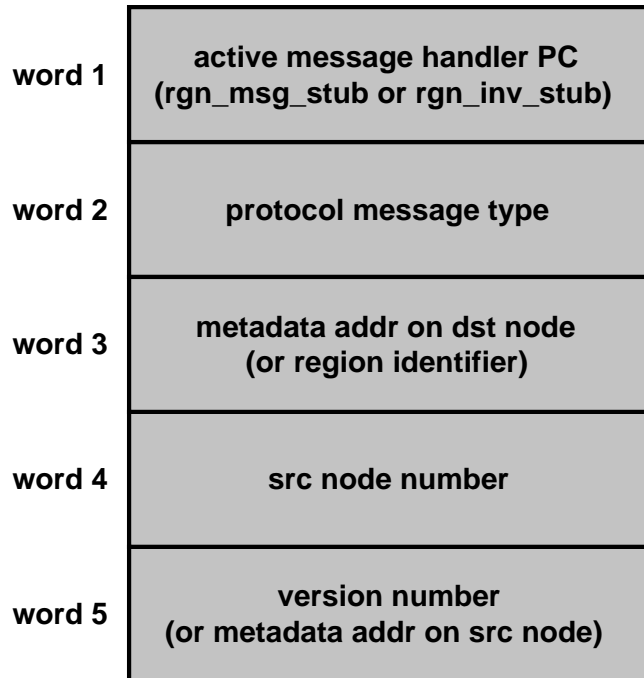 word 1
active message handler PC
(rgn_msg_stub or rgn_inv_stub)
word 2
protocol message type
word 3
metadata addr on dst node
(or region identifier)
word 4
src node number
word 5
version number
(or metadata addr on src node)